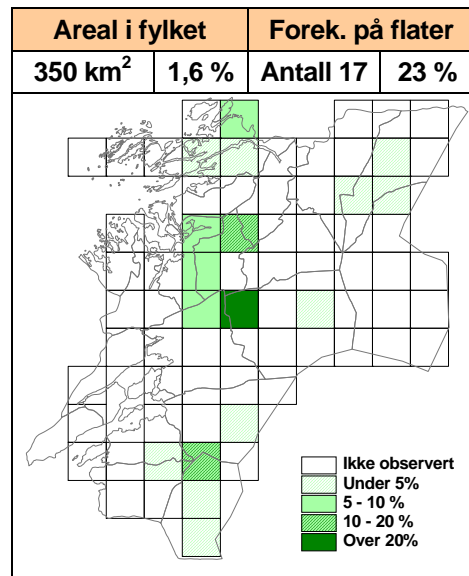 Areal i fylket Forek. på flater
350 km² 1,6 % Antall 17 23 %
Ikke observert
Under 5%
5 - 10 %
10 - 20 %
Over 20%